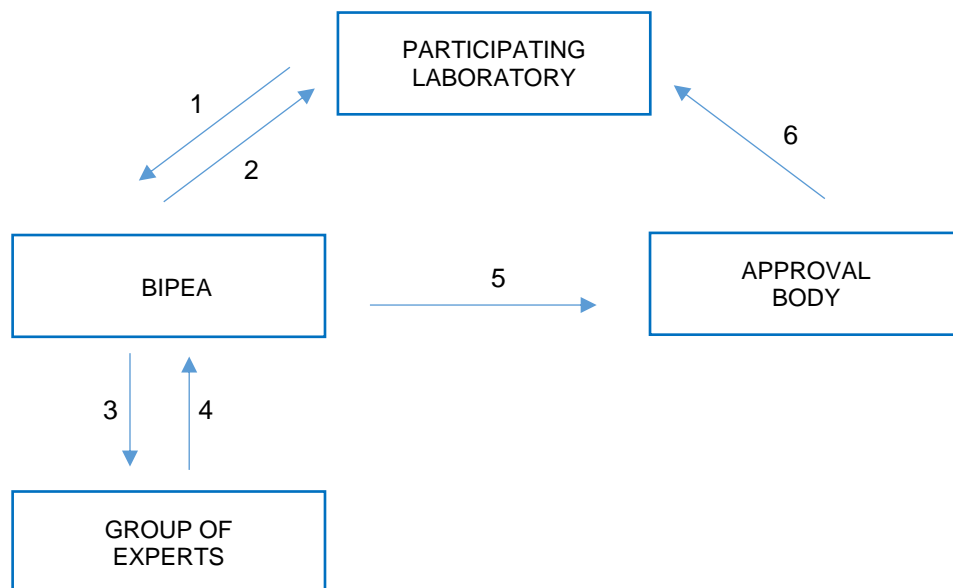 PARTICIPATING
LABORATORY
1
2
6
BIPEA
5
APPROVAL
BODY
3
4
GROUP OF
EXPERTS